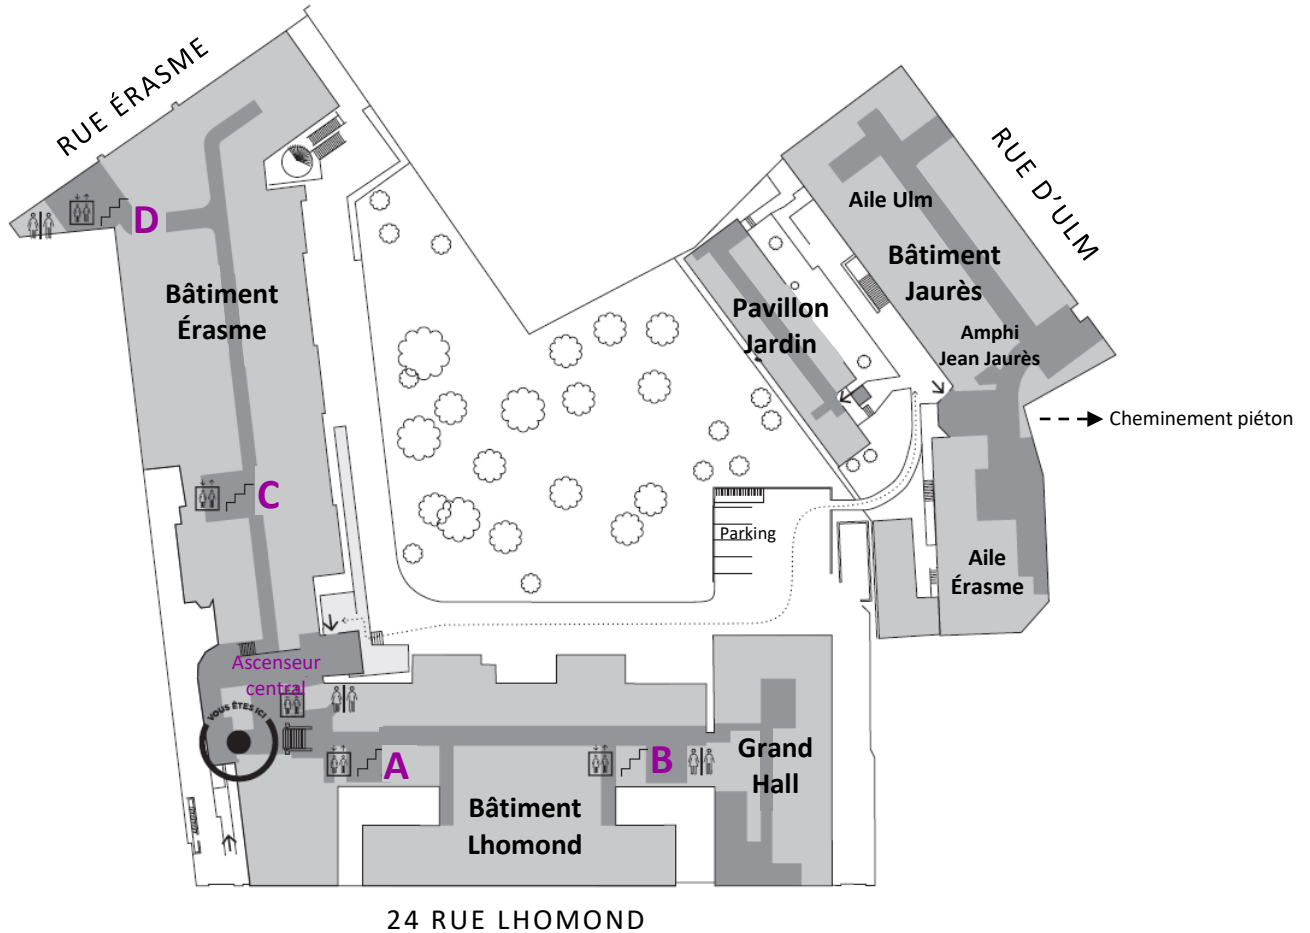 RUE ÉRASME
RUE D'ULM
D
Aile Ulm
Bâtiment
Jaurès
Bâtiment
Érasme
Pavillon
Jardin
Amphi
Jean Jaurès
Cheminement piéton
C
Parking
Aile
Érasme
Ascenseur
central
VOUS ÊTES ICI
A
B
Grand
Hall
Bâtiment
Lhomond
24 RUE LHOMOND